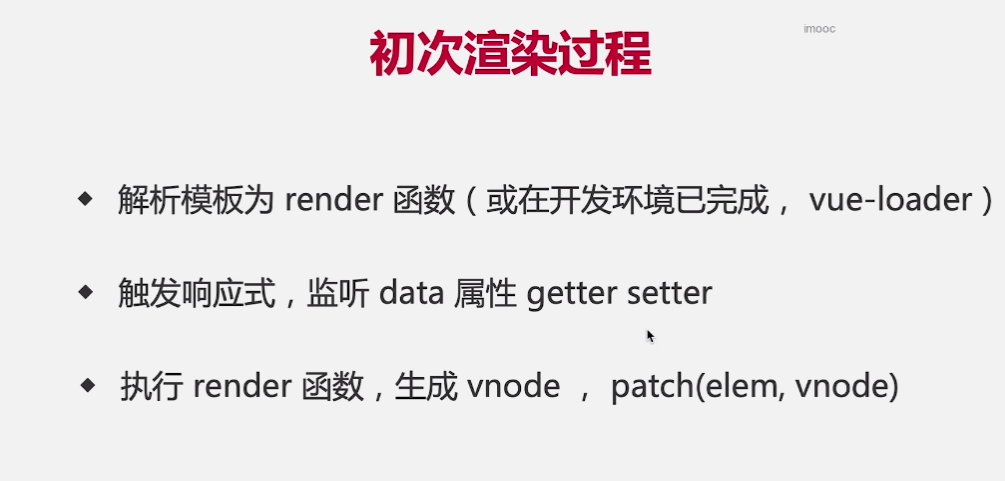 初次渲染过程
imooc
◆ 解析模板为 render 函数（或在开发环境已完成，vue-loader）
◆ 触发响应式，监听 data 属性 getter setter
◆ 执行 render 函数，生成 vnode ，patch(elem, vnode)